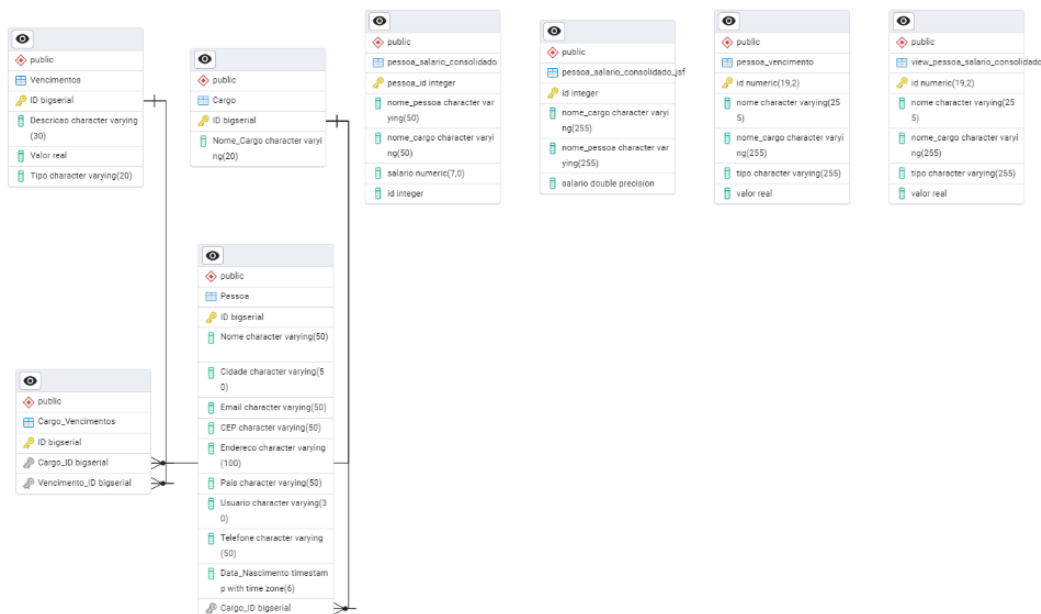 public
Vencimentos
ID bigserial
Descricao character varying
(30)
Valor real
Tipo character varying(20)
public
Cargo
ID bigserial
Nome_Cargo character varyi
ng(20)
public
pessoa_salario_consolidado
pessoa_id integer
nome_pessoa character var
ying(50)
nome_cargo character varyi
ng(50)
salario numeric(7,0)
id integer
public
pessoa_salario_consolidado_jsf
id integer
nome_cargo character varyi
ng(255)
nome_pessoa character var
ying(255)
salario double precision
public
pessoa_vencimento
id numeric(19,2)
nome character varying(25
5)
nome_cargo character varyi
ng(255)
tipo character varying(255)
valor real
public
view_pessoa_salario_consolidado
id numeric(19,2)
nome character varying(25
5)
nome_cargo character varyi
ng(255)
tipo character varying(255)
valor real
public
Pessoa
ID bigserial
Nome character varying(50)
Cidade character varying(5
0)
Email character varying(50)
CEP character varying(50)
Endereco character varying
(100)
Pais character varying(50)
Usuario character varying(3
0)
Telefone character varying
(50)
Data_Nascimento timestam
p with time zone(6)
Cargo_ID bigserial
public
Cargo_Vencimentos
ID bigserial
Cargo_ID bigserial
Vencimento_ID bigserial